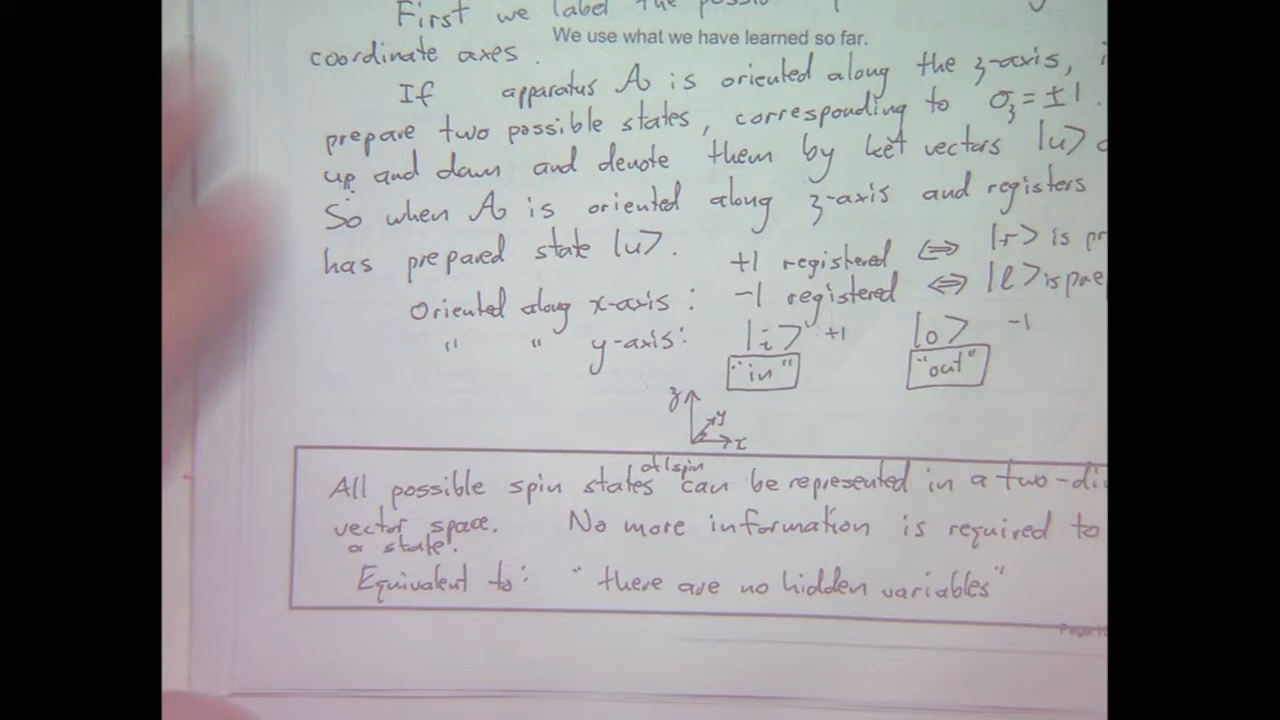 First we label the
We use what we have learned so far.
coordinate axes.
If apparatus A is oriented along the z-axis,
prepare two possible states, corresponding to σz = ±1.
up and down and denote them by ket vectors |u>
So when A is oriented along z-axis and registers
has prepared state |u>.
+1 registered ⇔ |r> is
Oriented along x-axis: -1 registered ⇔ |l> is
" " y-axis: |i> +1 |o> -1
"in" "out"
z y x
of 1 spin
All possible spin states can be represented in a two-
vector space. No more information is required to
a state.
Equivalent to: "there are no hidden variables"